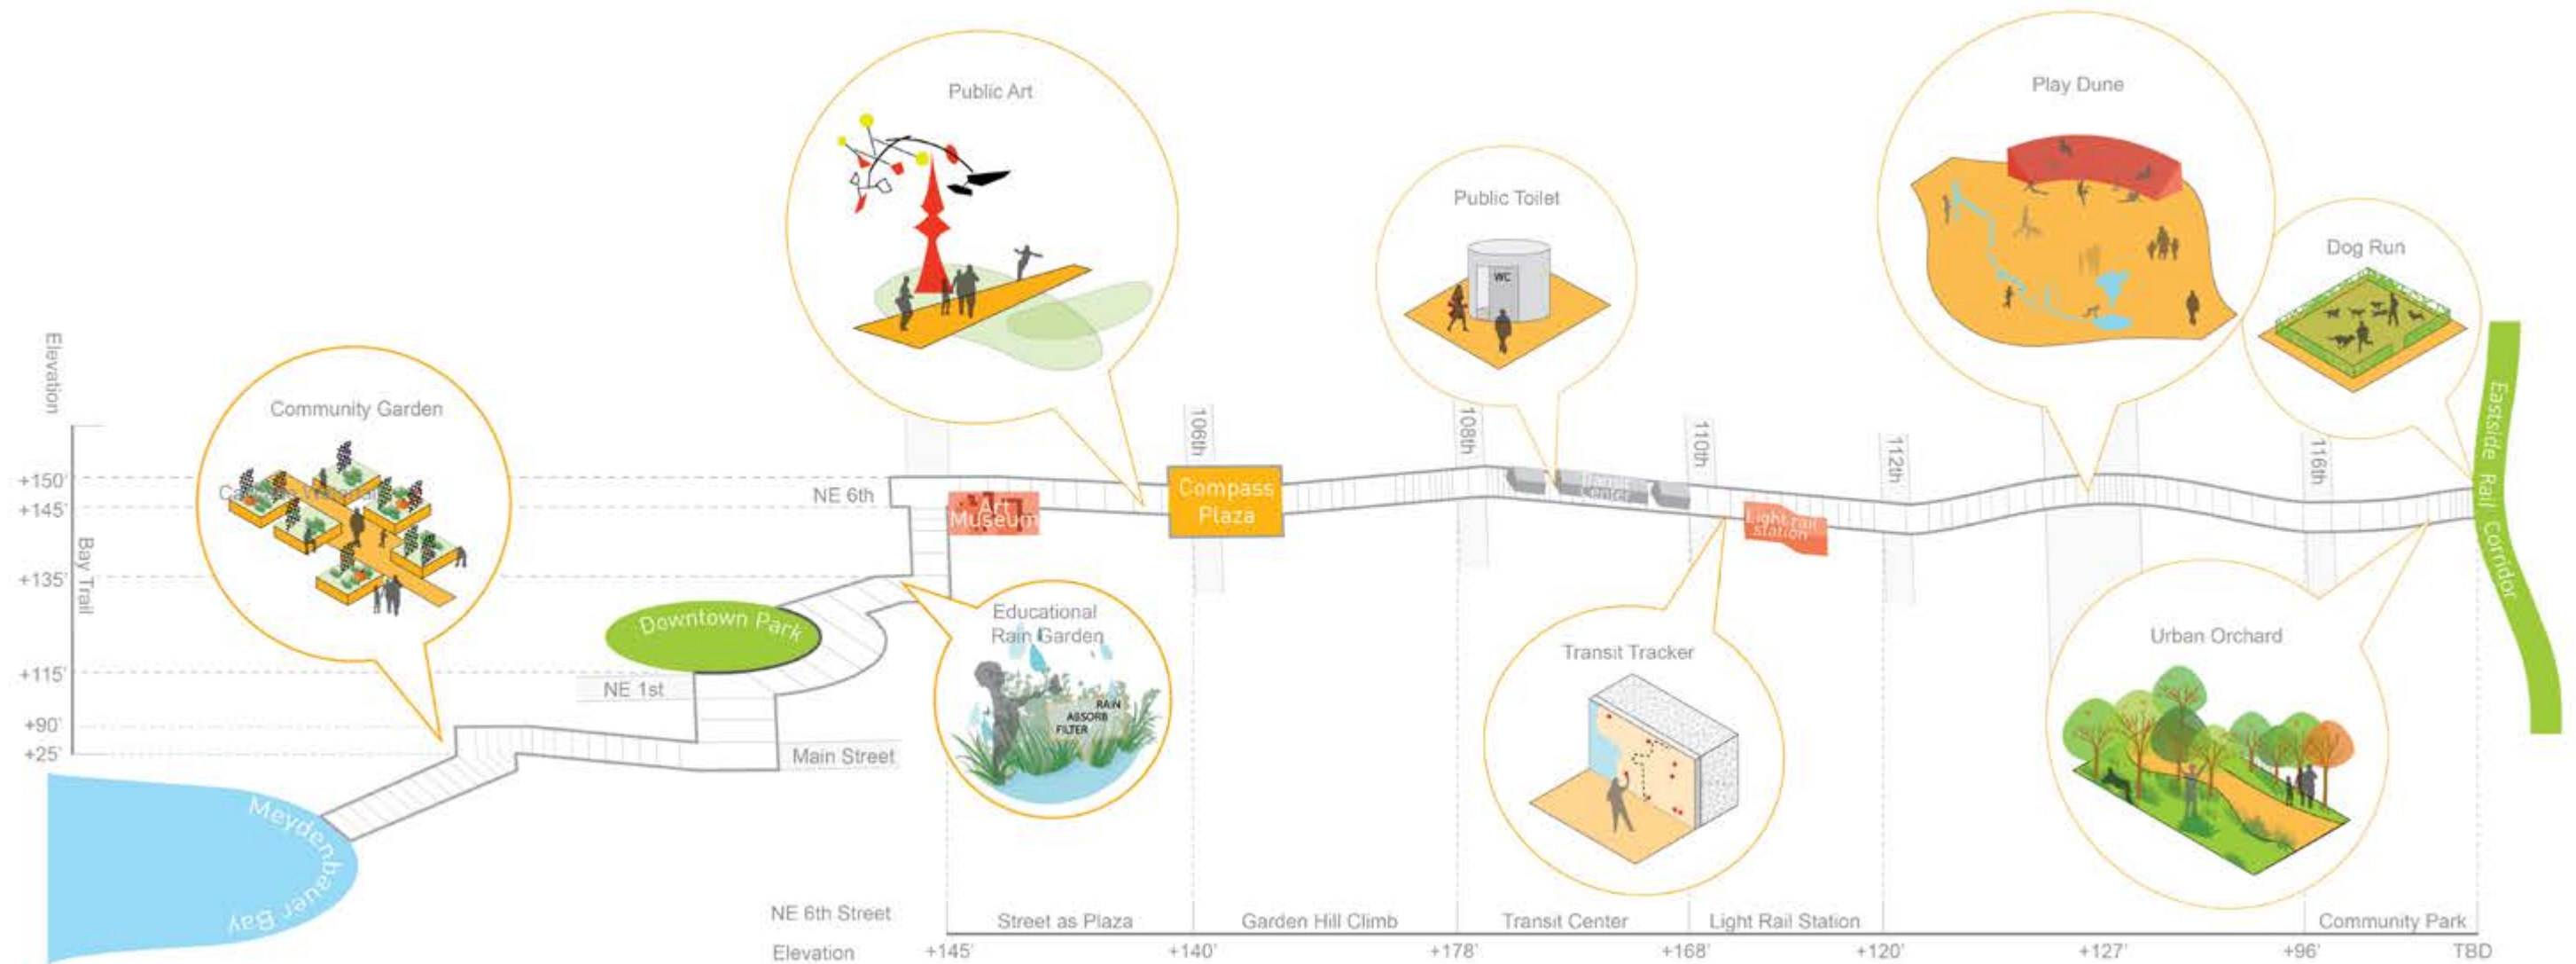 Public Art
Play Dune
Public Toilet
WC
Dog Run
Elevation
Community Garden
106th
108th
110th
112th
116th
Eastside Rail Corridor
+150'
+145'
NE 6th
Art
Museum
Compass
Plaza
Transit
Center
Light rail
station
Bay Trail
+135'
Downtown Park
Educational
Rain Garden
RAIN
ABSORB
FILTER
Transit Tracker
Urban Orchard
+115'
NE 1st
+90'
+25'
Main Street
Meydenbauer Bay
NE 6th Street
Street as Plaza
Garden Hill Climb
Transit Center
Light Rail Station
Community Park
Elevation
+145'
+140'
+178'
+168'
+120'
+127'
+96'
TBD